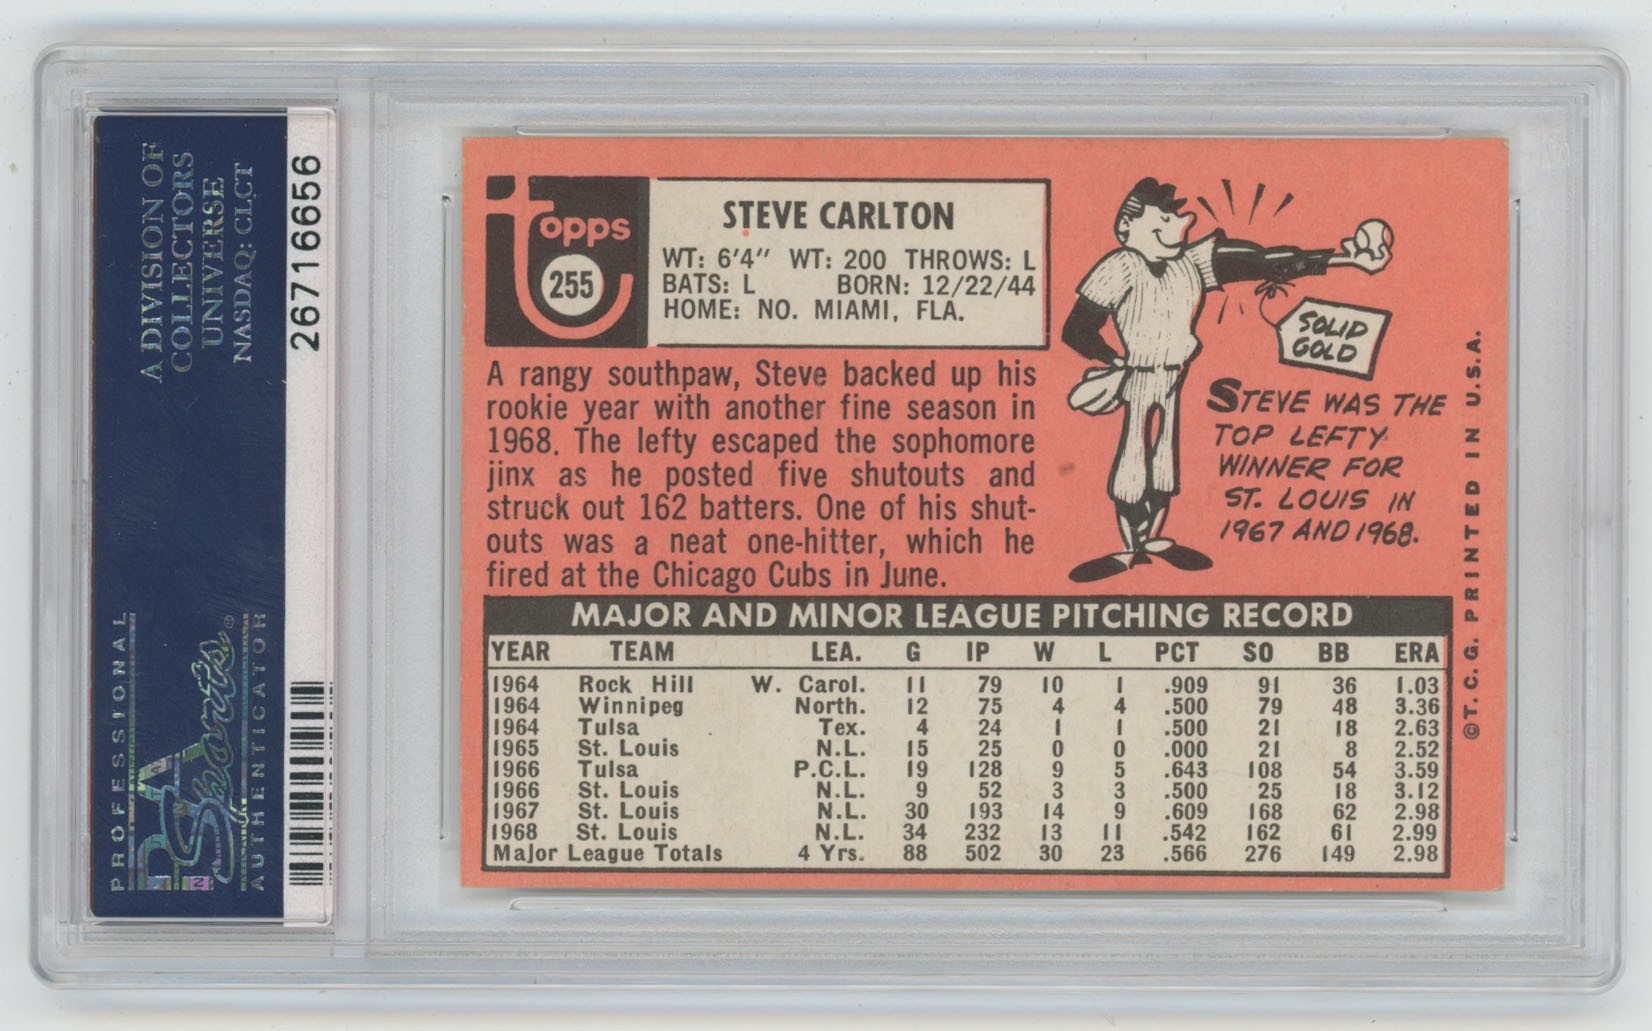 A DIVISION OF
COLLECTORS
UNIVERSE
NASDAQ: CLCT
26716656
PROFESSIONAL
PSA
Sports
AUTHENTICATOR
Topps
255
STEVE CARLTON
WT: 6'4" WT: 200 THROWS: L
BATS: L BORN: 12/22/44
HOME: NO. MIAMI, FLA.
A rangy southpaw, Steve backed up his
rookie year with another fine season in
1968. The lefty escaped the sophomore
jinx as he posted five shutouts and
struck out 162 batters. One of his shut-
outs was a neat one-hitter, which he
fired at the Chicago Cubs in June.
SOLID
GOLD
STEVE WAS THE
TOP LEFTY
WINNER FOR
ST. LOUIS IN
1967 AND 1968.
MAJOR AND MINOR LEAGUE PITCHING RECORD
YEAR TEAM LEA. G IP W L PCT SO BB ERA
1964 Rock Hill W. Carol. 11 79 10 1 .909 91 36 1.03
1964 Winnipeg North. 12 75 4 4 .500 79 48 3.36
1964 Tulsa Tex. 4 24 1 1 .500 21 18 2.63
1965 St. Louis N.L. 15 25 0 0 .000 21 8 2.52
1966 Tulsa P.C.L. 19 128 9 5 .643 108 54 3.59
1966 St. Louis N.L. 9 52 3 3 .500 25 18 3.12
1967 St. Louis N.L. 30 193 14 9 .609 168 62 2.98
1968 St. Louis N.L. 34 232 13 11 .542 162 61 2.99
Major League Totals 4 Yrs. 88 502 30 23 .566 276 149 2.98
©T.C.G. PRINTED IN U.S.A.